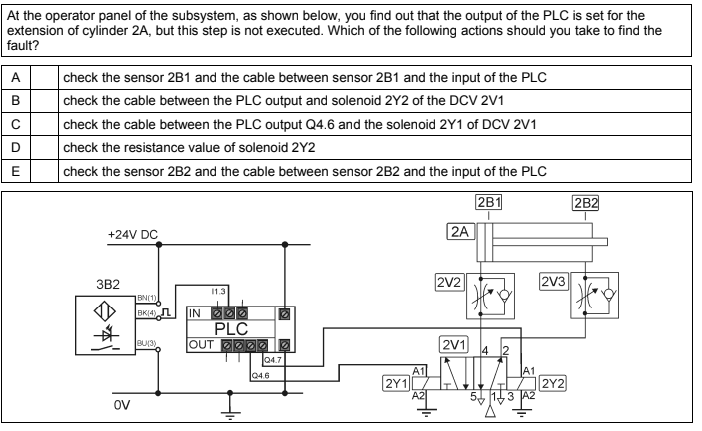 At the operator panel of the subsystem, as shown below, you find out that the output of the PLC is set for the
extension of cylinder 2A, but this step is not executed. Which of the following actions should you take to find the
fault?
A check the sensor 2B1 and the cable between sensor 2B1 and the input of the PLC
B check the cable between the PLC output and solenoid 2Y2 of the DCV 2V1
C check the cable between the PLC output Q4.6 and the solenoid 2Y1 of DCV 2V1
D check the resistance value of solenoid 2Y2
E check the sensor 2B2 and the cable between sensor 2B2 and the input of the PLC
2B1 2B2
2A
+24V DC
3B2
2V2 2V3
I1.3
BN(1)
BK(4)
IN
PLC
BU(3)
OUT
2V1
4 2
Q4.7
Q4.6
A1 A1
2Y1 2Y2
A2 5 1 3 A2
0V